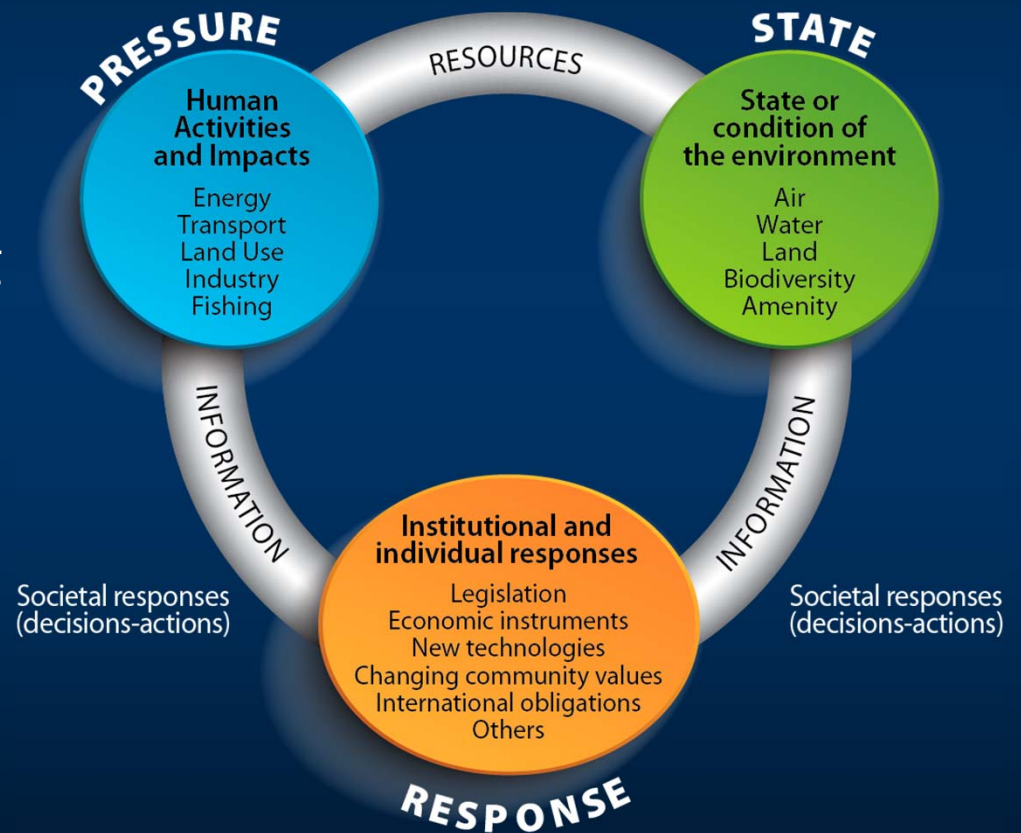 PRESSURE
Human
Activities
and Impacts
Energy
Transport
Land Use
Industry
Fishing
RESOURCES
STATE
State or
condition of
the environment
Air
Water
Land
Biodiversity
Amenity
INFORMATION
INFORMATION
Societal responses
(decisions-actions)
Institutional and
individual responses
Legislation
Economic instruments
New technologies
Changing community values
International obligations
Others
Societal responses
(decisions-actions)
RESPONSE